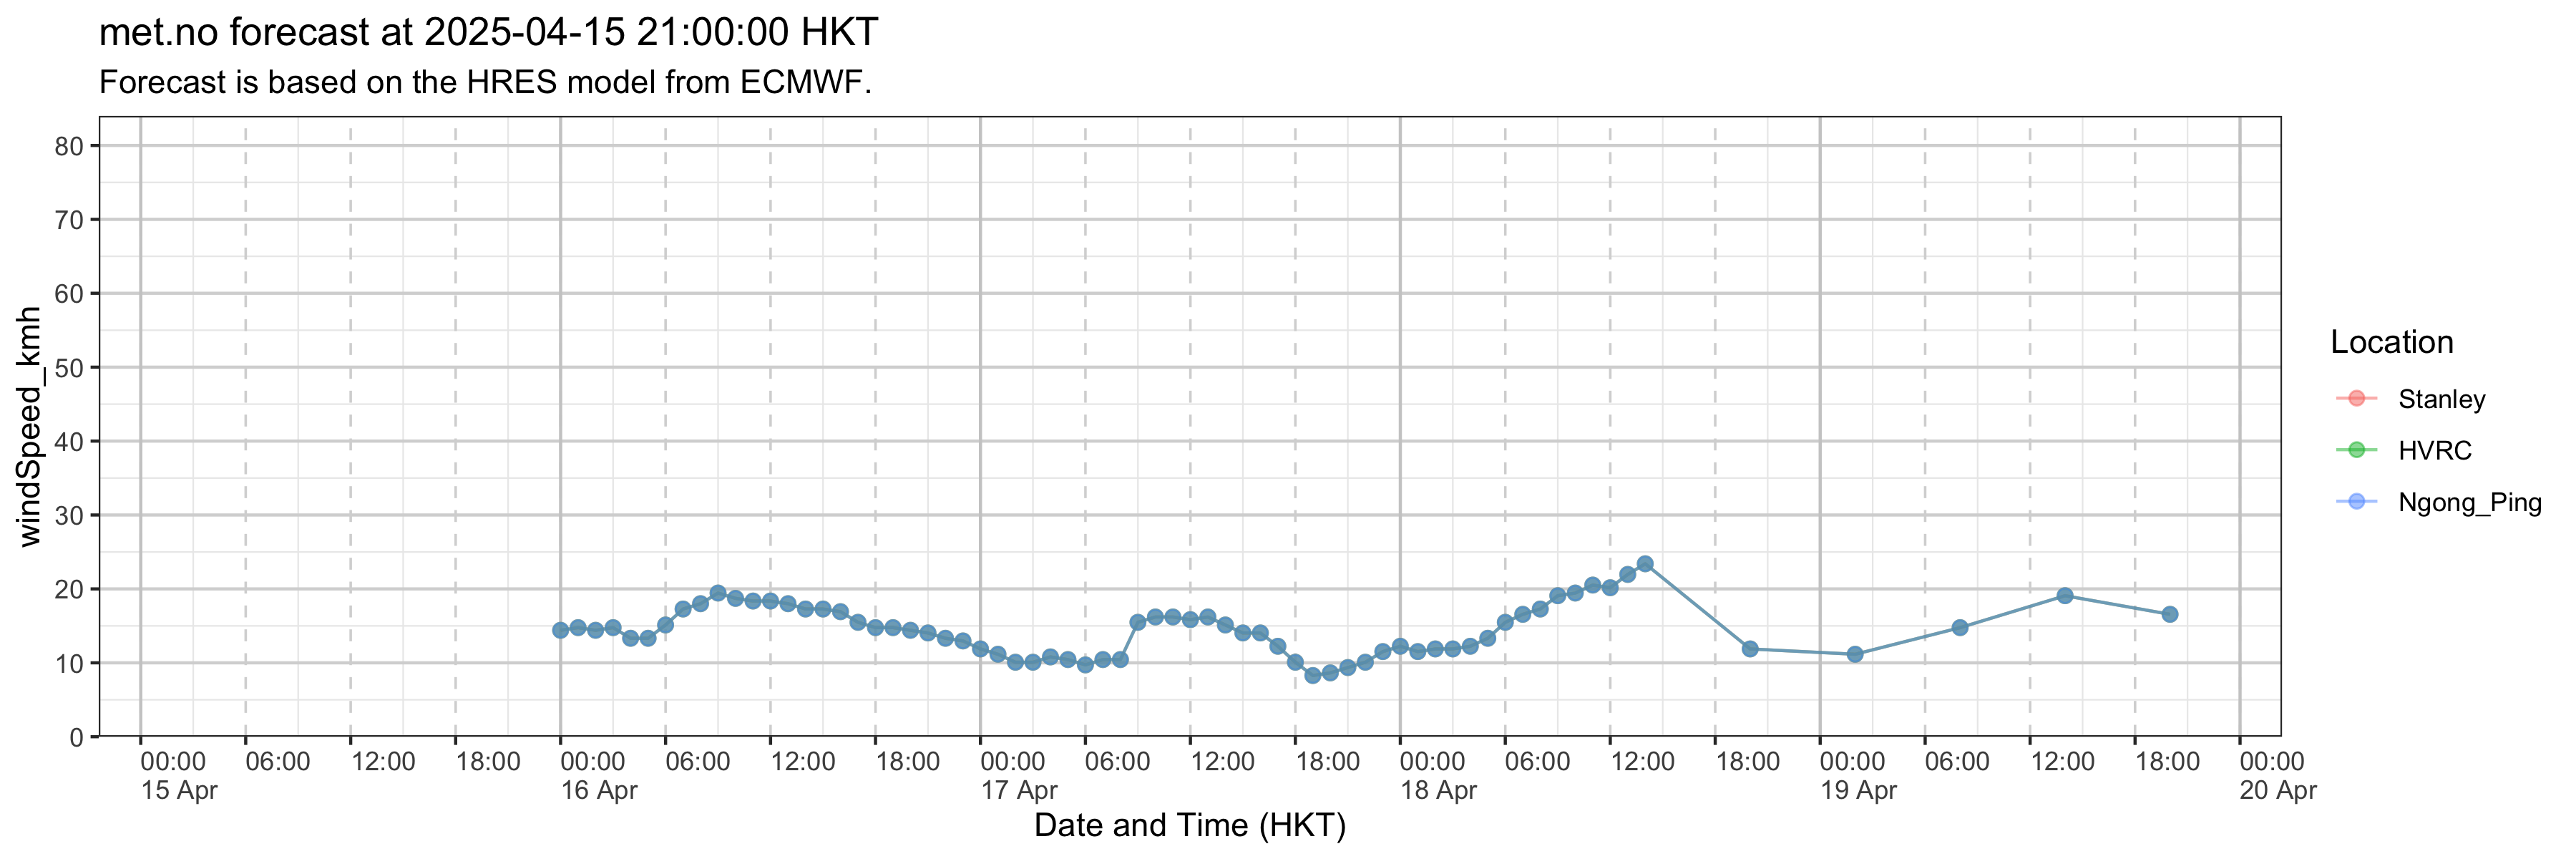 met.no forecast at 2025-04-15 21:00:00 HKT
Forecast is based on the HRES model from ECMWF.
80
70
60
50
40
30
20
10
0
windSpeed_kmh
00:00 06:00 12:00 18:00 00:00 06:00 12:00 18:00 00:00 06:00 12:00 18:00 00:00 06:00 12:00 18:00 00:00 06:00 12:00 18:00 00:00
15 Apr 16 Apr 17 Apr 18 Apr 19 Apr 20 Apr
Date and Time (HKT)
Location
Stanley
HVRC
Ngong_Ping